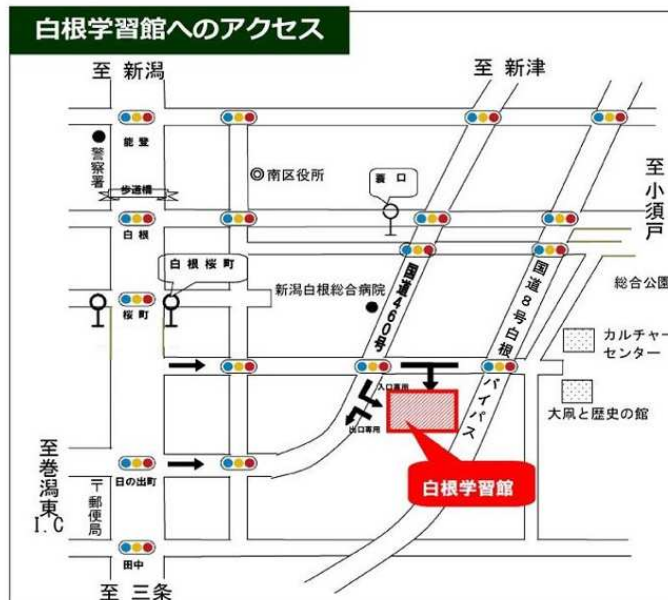 白根学習館へのアクセス
至 新潟
至 新津
能登
警察署
歩道橋
◎南区役所
蓑口
至小須戸
白根
白根桜町
桜町
新潟白根総合病院
国道460号
国道8号白根バイパス
総合公園
カルチャー
センター
大凧と歴史の館
入口専用
出口専用
白根学習館
至巻潟東
I.C
日の出町
〒郵便局
田中
至 三条